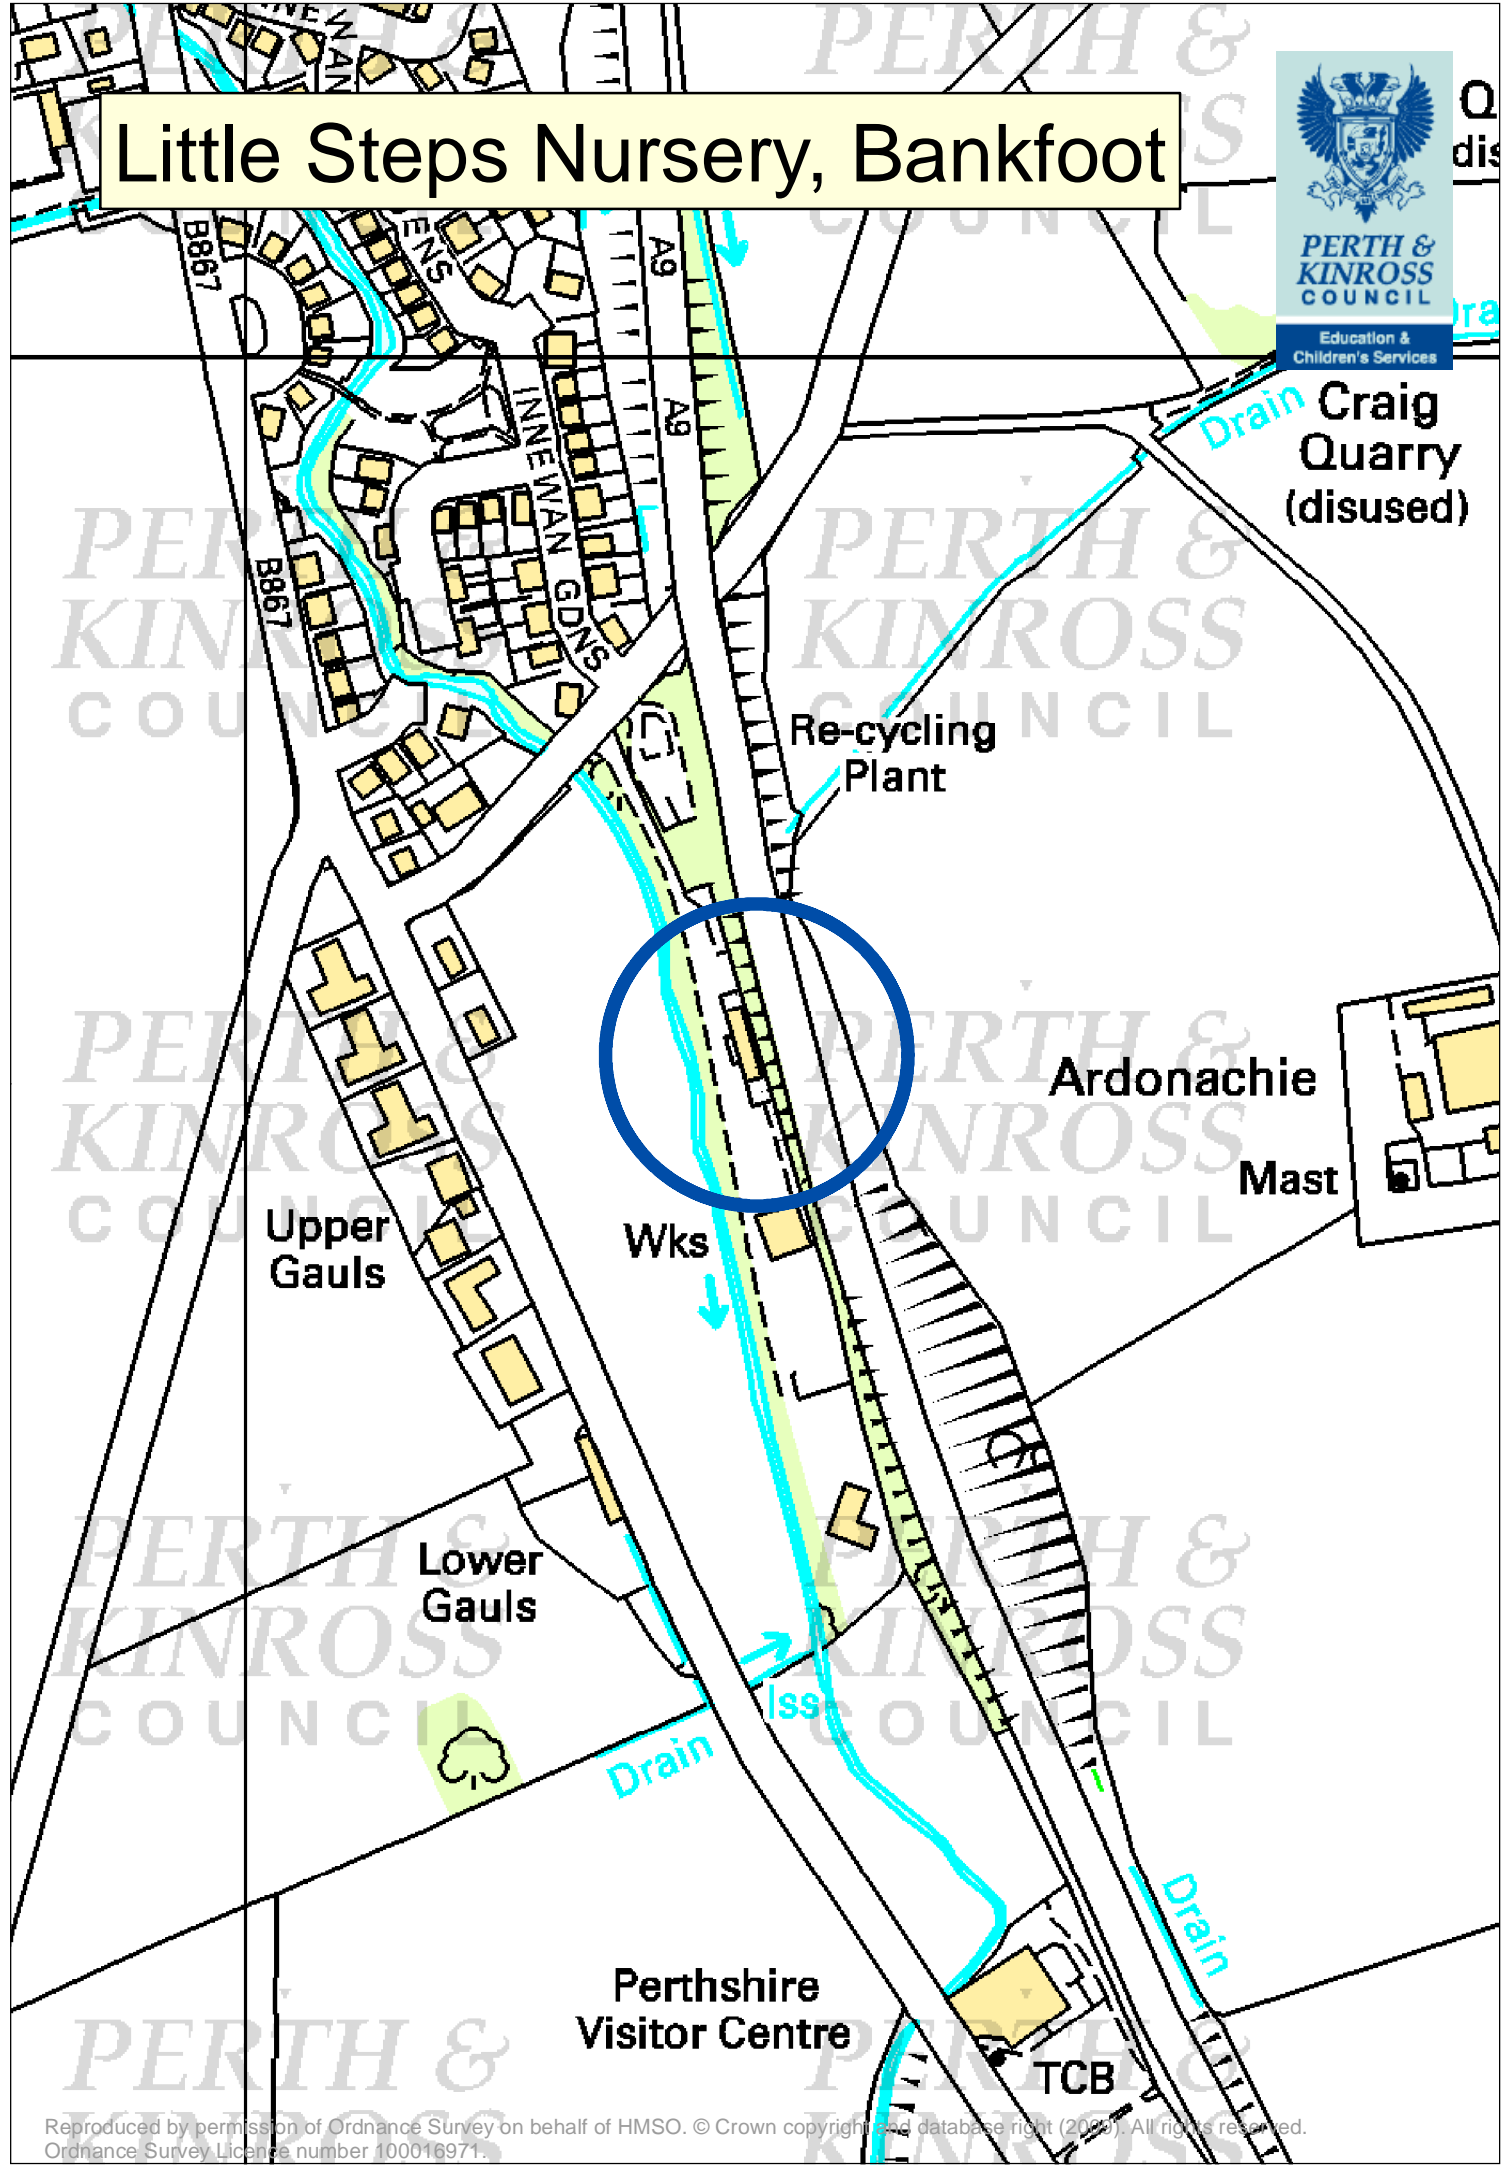 Little Steps Nursery, Bankfoot
PERTH &
KINROSS
COUNCIL
Education &
Children's Services
B867
A9
A9
Drain
Craig
Quarry
(disused)
INNEWAN GDNS
B867
Re-cycling
Plant
Ardonachie
Mast
Upper
Gauls
Wks
Lower
Gauls
Iss
Drain
Drain
Perthshire
Visitor Centre
TCB
PERTH &
KINROSS
COUNCIL
Reproduced by permission of Ordnance Survey on behalf of HMSO. © Crown copyright and database right (2009). All rights reserved.
Ordnance Survey Licence number 100016971.